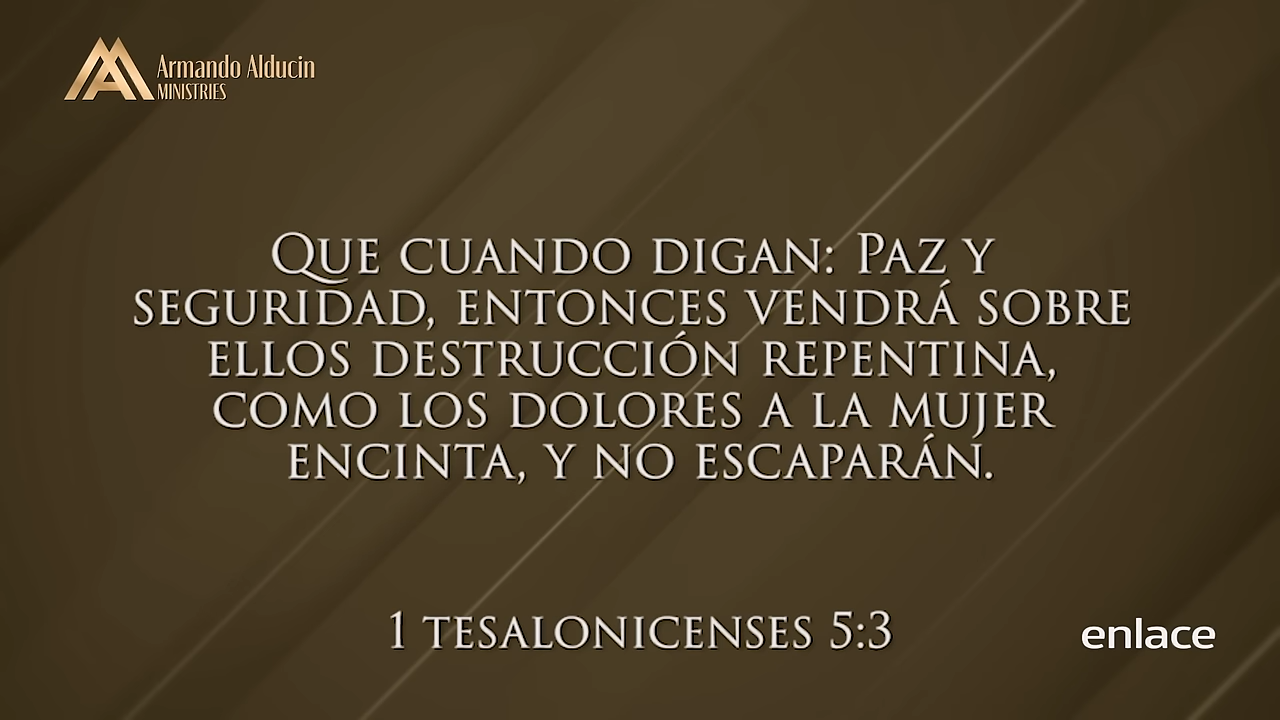 Armando Alducin
MINISTRIES
QUE CUANDO DIGAN: PAZ Y
SEGURIDAD, ENTONCES VENDRÁ SOBRE
ELLOS DESTRUCCIÓN REPENTINA,
COMO LOS DOLORES A LA MUJER
ENCINTA, Y NO ESCAPARÁN.
1 TESALONICENSES 5:3
enlace